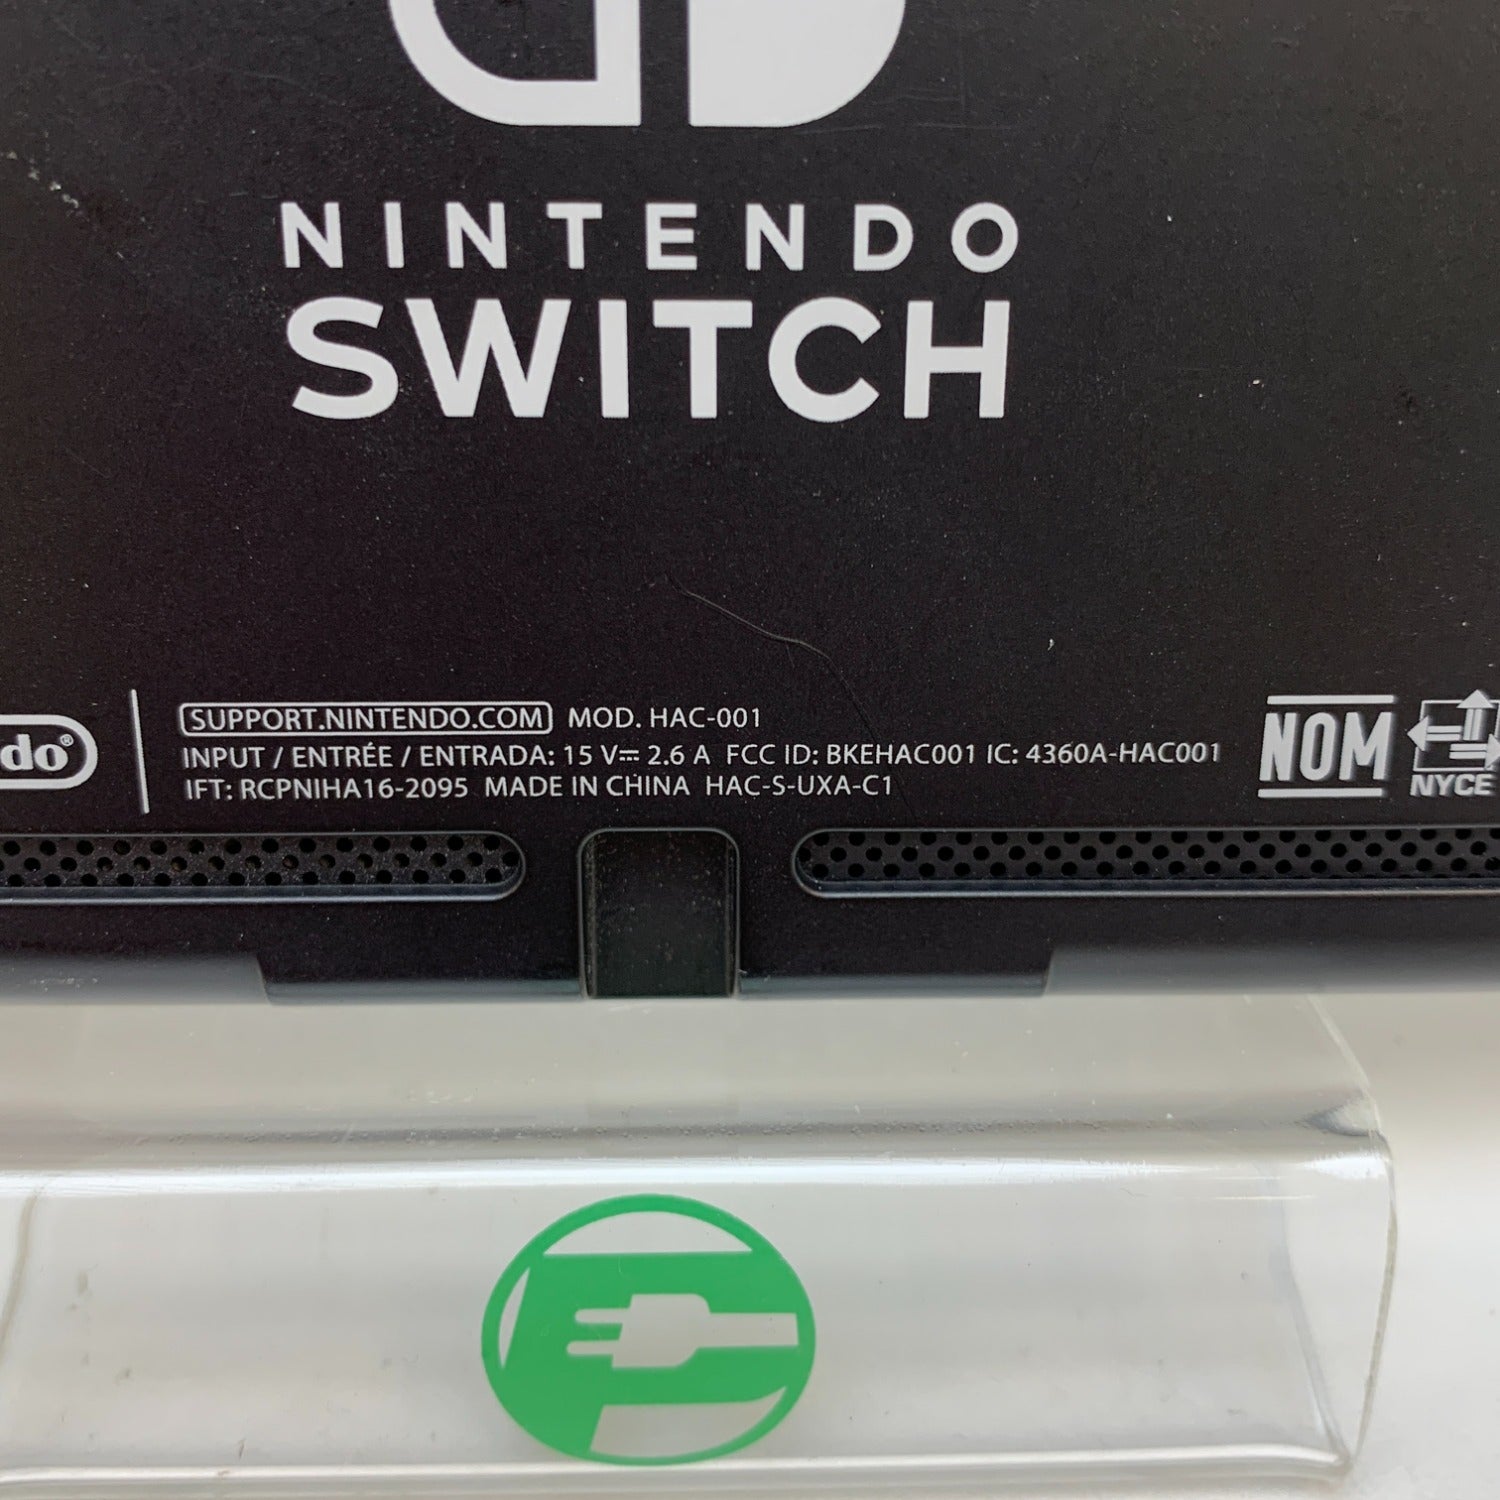 NINTENDO
SWITCH
do®
SUPPORT.NINTENDO.COM MOD. HAC-001
INPUT / ENTRÉE / ENTRADA: 15 V⎓ 2.6 A FCC ID: BKEHAC001 IC: 4360A-HAC001
IFT: RCPNIHA16-2095 MADE IN CHINA HAC-S-UXA-C1
NOM
NYCE